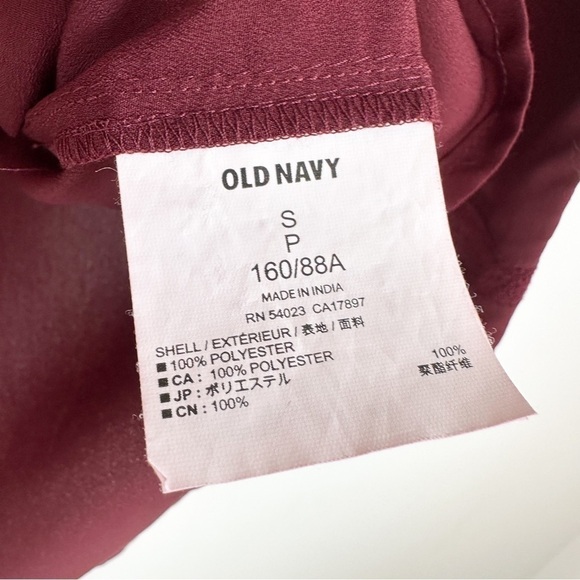 OLD NAVY
S
P
160/88A
MADE IN INDIA
RN 54023 CA17897
SHELL / EXTÉRIEUR / 表地 / 面料
■ 100% POLYESTER
■ CA : 100% POLYESTER
■ JP : ポリエステル 100%
■ CN : 100% 聚酯纤维